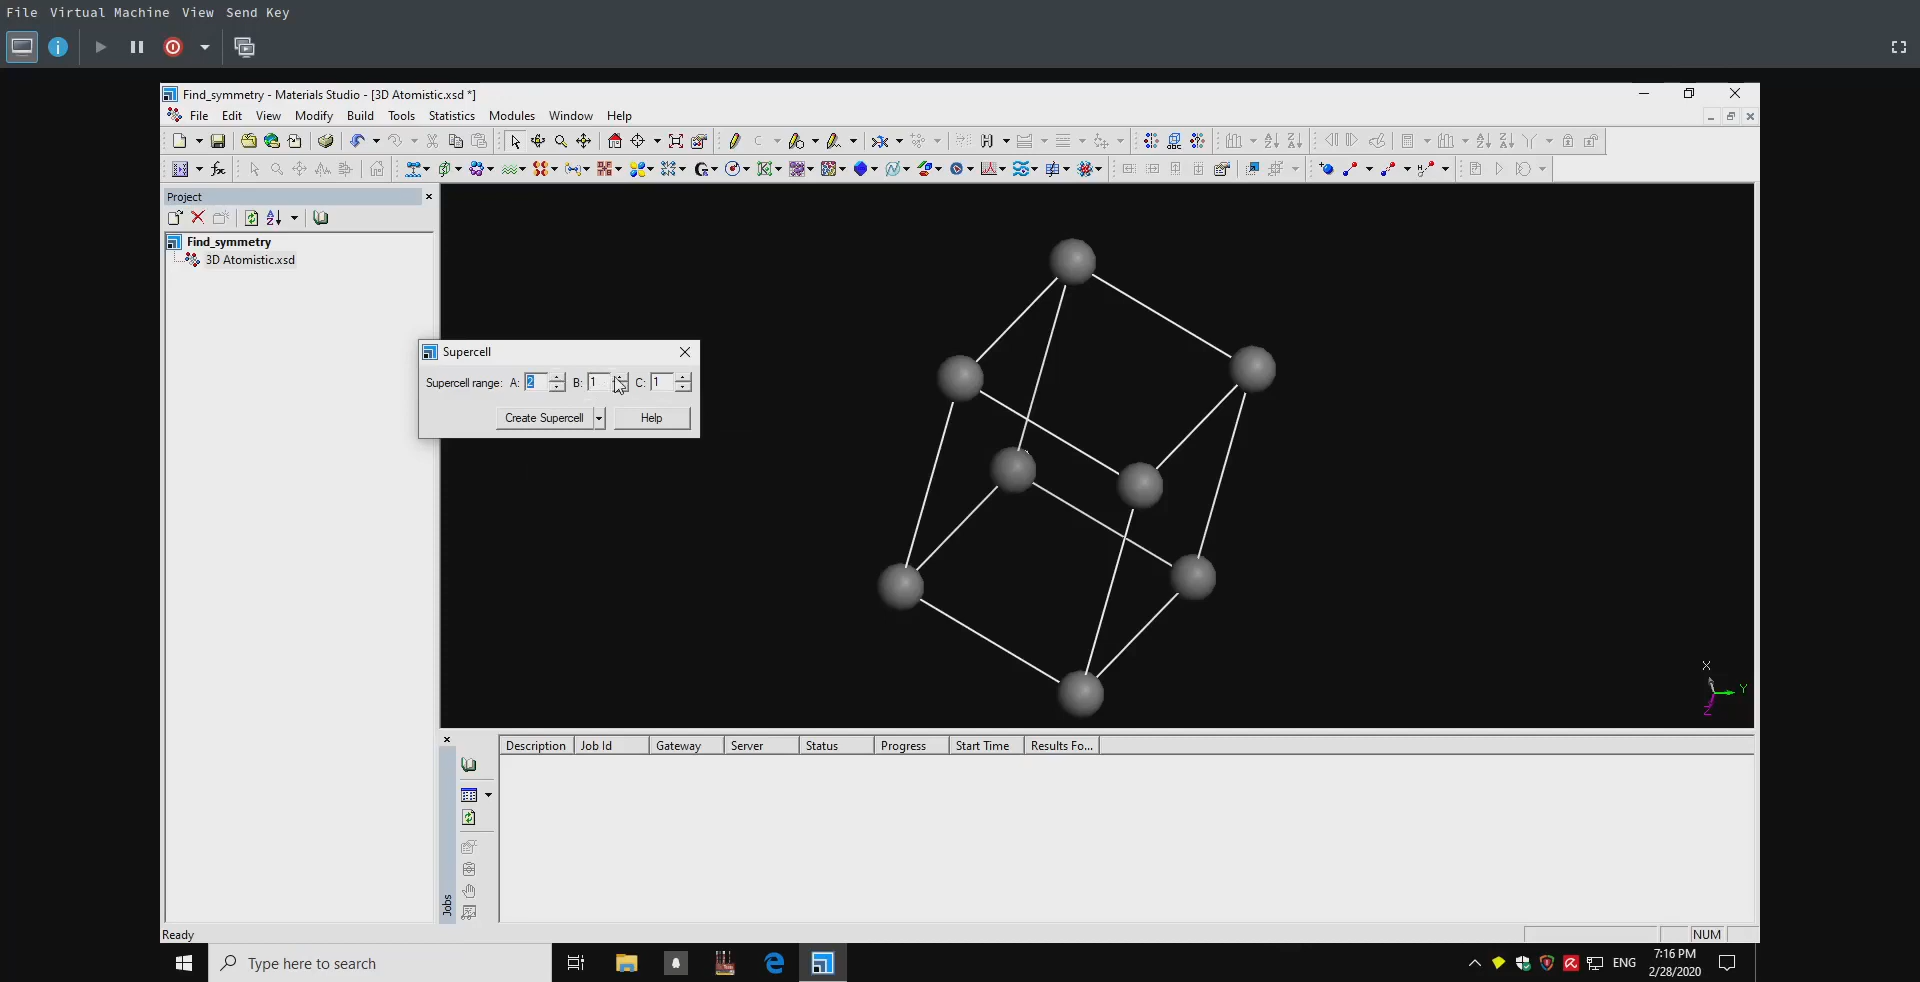 File Virtual Machine View Send Key
Find_symmetry - Materials Studio - [3D Atomistic.xsd *]
File Edit View Modify Build Tools Statistics Modules Window Help
Project
Find_symmetry
3D Atomistic.xsd
Supercell
Supercell range: A: 2 B: 1 C: 1
Create Supercell Help
X
Y
Z
Description Job Id Gateway Server Status Progress Start Time Results Fo...
Jobs
Ready NUM
Type here to search
ENG
7:16 PM
2/28/2020